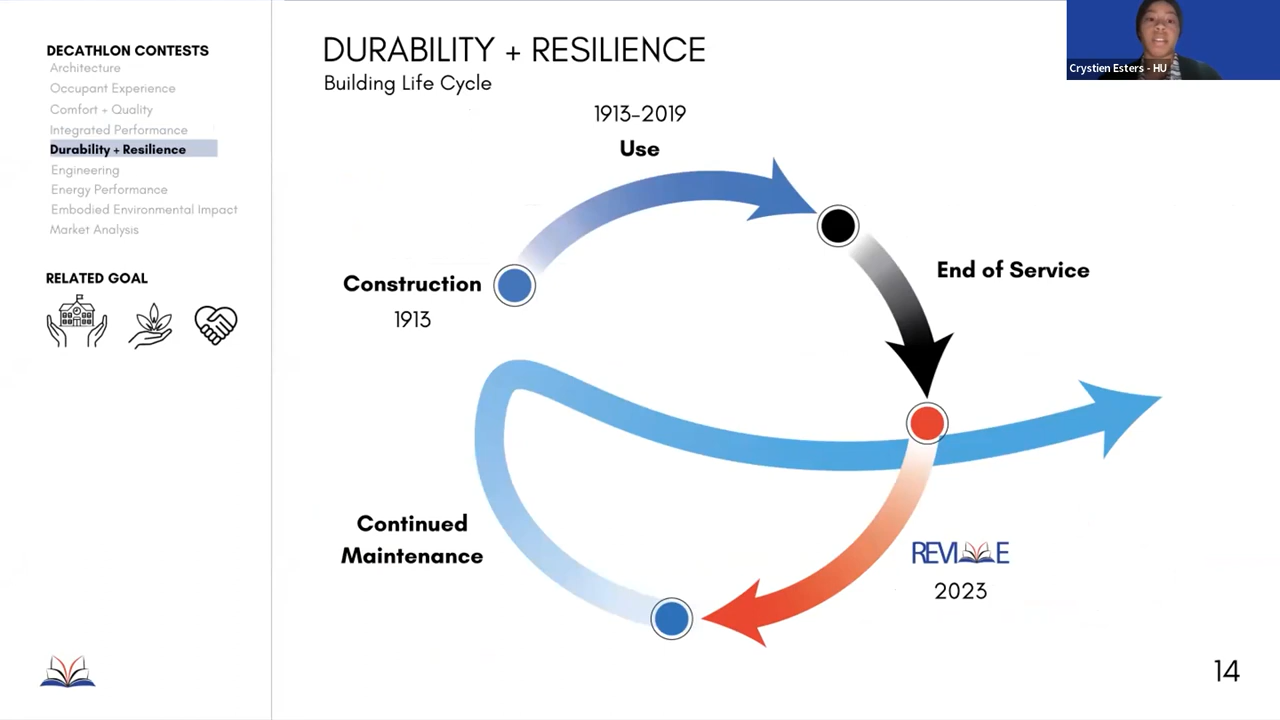 DECATHLON CONTESTS
Architecture
Occupant Experience
Comfort + Quality
Integrated Performance
Durability + Resilience
Engineering
Energy Performance
Embodied Environmental Impact
Market Analysis
RELATED GOAL
DURABILITY + RESILIENCE
Building Life Cycle
1913-2019
Use
Construction
1913
End of Service
Continued
Maintenance
REVI E
2023
14
Crystien Esters - HU